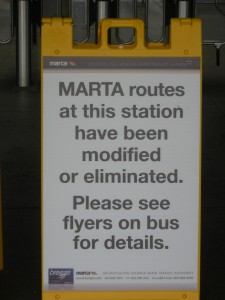 marta
MARTA routes
at this station
have been
modified
or eliminated.
Please see
flyers on bus
for details.
marta